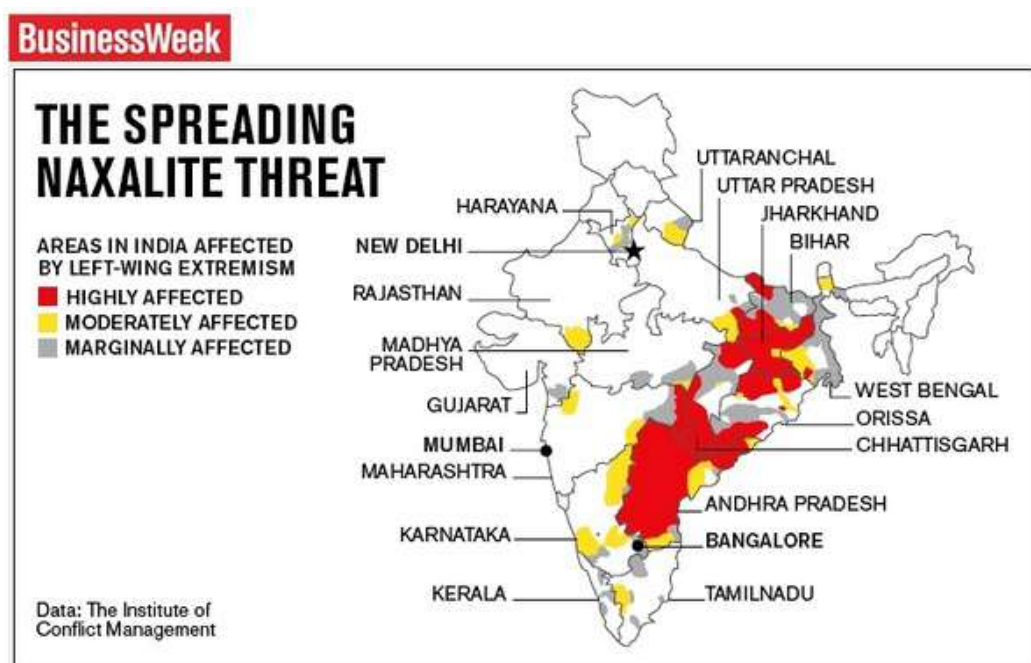 BusinessWeek
THE SPREADING
NAXALITE THREAT
AREAS IN INDIA AFFECTED
BY LEFT-WING EXTREMISM
HIGHLY AFFECTED
MODERATELY AFFECTED
MARGINALLY AFFECTED
UTTARANCHAL
UTTAR PRADESH
JHARKHAND
BIHAR
HARAYANA
NEW DELHI
RAJASTHAN
MADHYA
PRADESH
GUJARAT
MUMBAI
MAHARASHTRA
KARNATAKA
KERALA
WEST BENGAL
ORISSA
CHHATTISGARH
ANDHRA PRADESH
BANGALORE
TAMILNADU
Data: The Institute of
Conflict Management